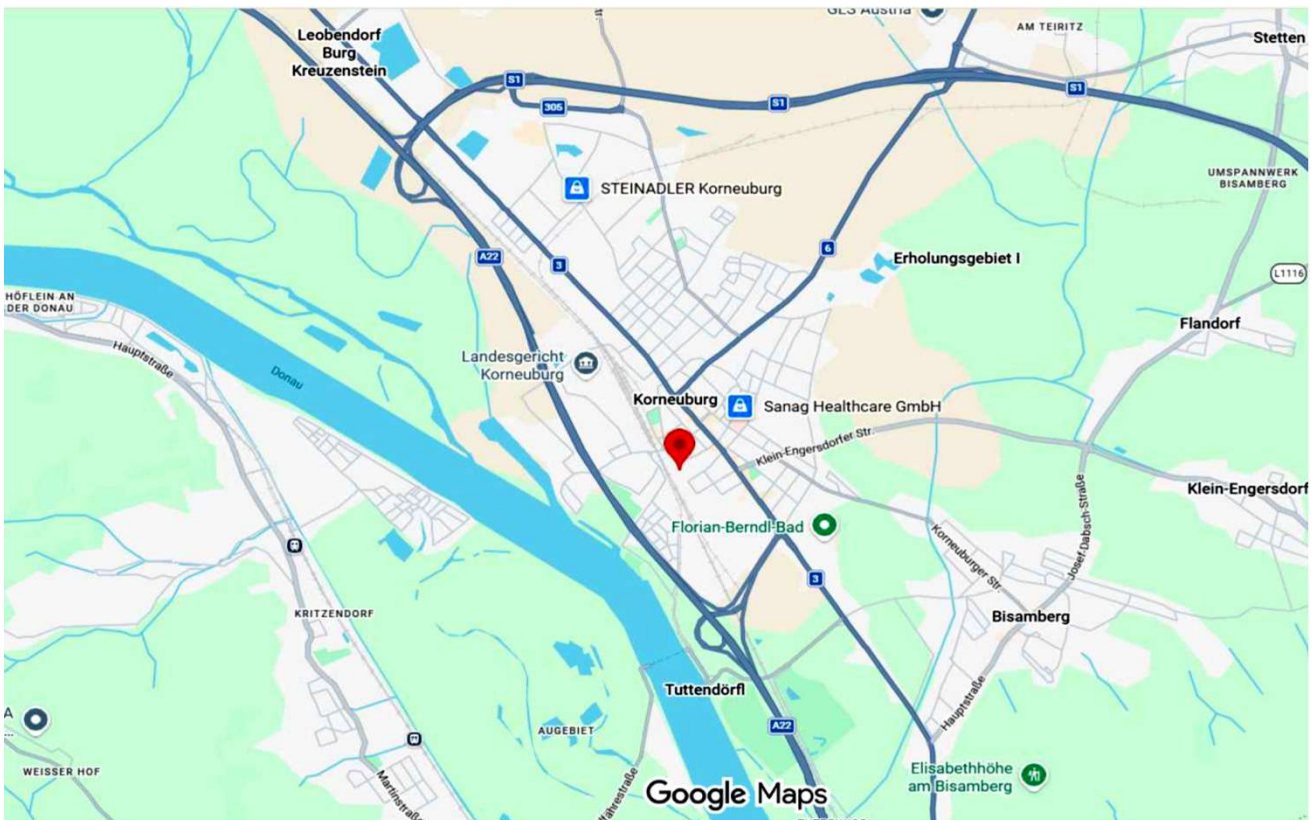 GLS Austria
AM TEIRITZ
Leobendorf
Burg
Kreuzenstein
Stetten
S1
305
S1
S1
UMSPANNWERK
BISAMBERG
STEINADLER Korneuburg
A22
3
6
Erholungsgebiet I
L1116
HÖFLEIN AN
DER DONAU
Hauptstraße
Flandorf
Donau
Landesgericht
Korneuburg
Korneuburg
Sanag Healthcare GmbH
Klein-Engersdorfer Str.
Klein-Engersdorf
Josef-Dabsch-Straße
Florian-Berndl-Bad
Korneuburger Str.
3
KRITZENDORF
Bisamberg
Tuttendörfl
Hauptstraße
A
...
A22
AUGEBIET
WEISSER HOF
Martinstraße
Elisabethhöhe
am Bisamberg
Google Maps